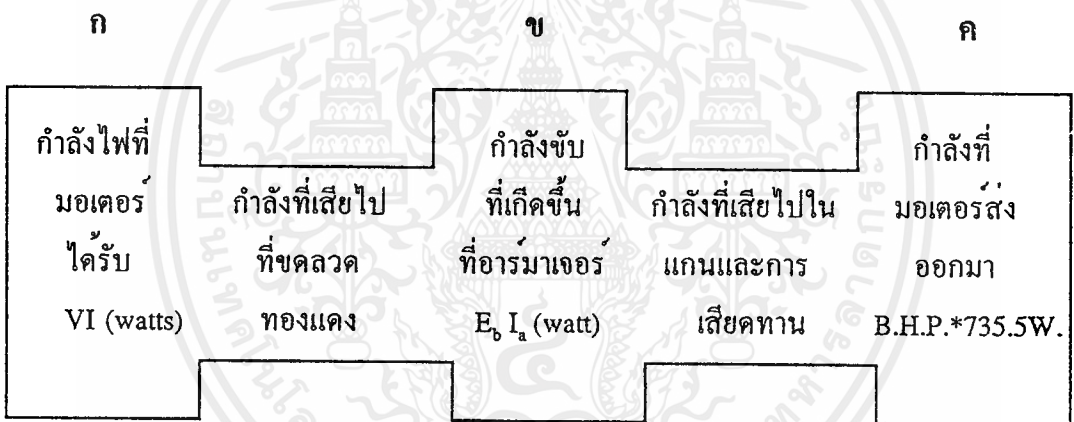 ก ข ค
กำลังไฟที่
มอเตอร์
ได้รับ
VI (watts)
กำลังที่เสียไป
ที่ขดลวด
ทองแดง
กำลังขับ
ที่เกิดขึ้น
ที่อาร์มาเจอร์
E_b I_a (watt)
กำลังที่เสียไปใน
แกนและการ
เสียดทาน
กำลังที่
มอเตอร์ส่ง
ออกมา
B.H.P.*735.5W.